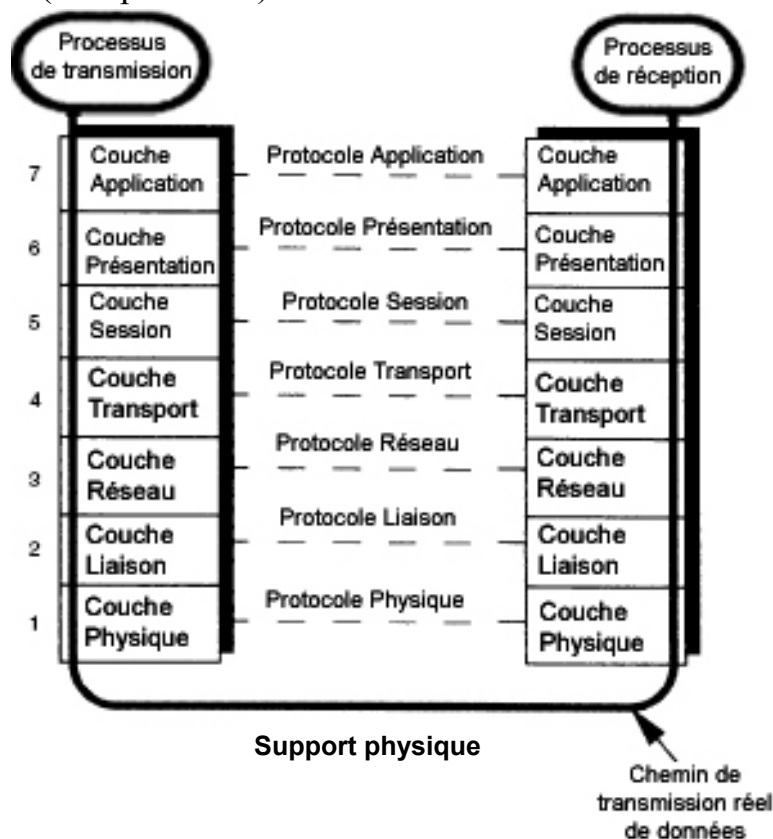 Processus
de transmission
Processus
de réception
7
Couche
Application
Protocole Application
Couche
Application
6
Couche
Présentation
Protocole Présentation
Couche
Présentation
5
Couche
Session
Protocole Session
Couche
Session
4
Couche
Transport
Protocole Transport
Couche
Transport
3
Couche
Réseau
Protocole Réseau
Couche
Réseau
2
Couche
Liaison
Protocole Liaison
Couche
Liaison
1
Couche
Physique
Protocole Physique
Couche
Physique
Support physique
Chemin de
transmission réel
de données